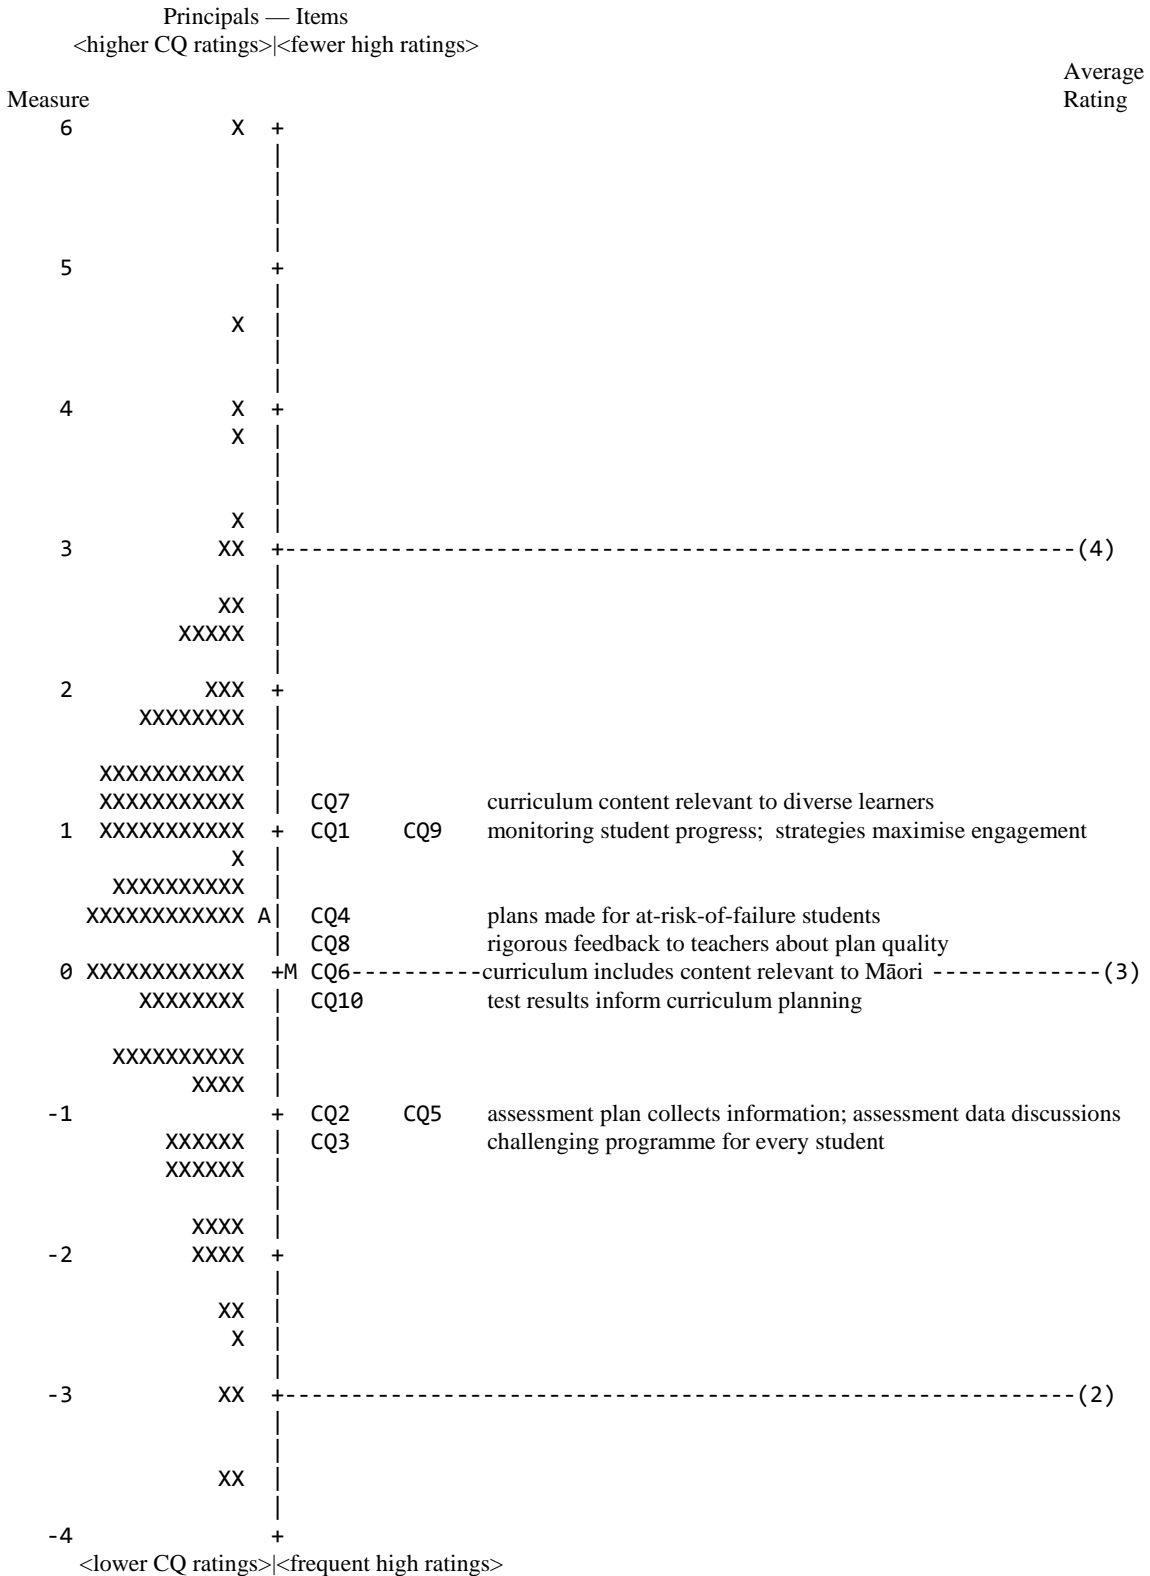 Principals — Items
<higher CQ ratings>|<fewer high ratings>
Average
Measure Rating
6 X +
|
|
|
|
5 +
|
X |
|
|
4 X +
X |
|
|
X |
3 XX +------------------------------------------------------------(4)
|
XX |
XXXXX |
|
2 XXX +
XXXXXXXX |
|
XXXXXXXXXXX |
XXXXXXXXXXX | CQ7 curriculum content relevant to diverse learners
1 XXXXXXXXXXX + CQ1 CQ9 monitoring student progress; strategies maximise engagement
X |
XXXXXXXXXX |
XXXXXXXXXXXX A| CQ4 plans made for at-risk-of-failure students
| CQ8 rigorous feedback to teachers about plan quality
0 XXXXXXXXXXXX +M CQ6----------curriculum includes content relevant to Māori -------------(3)
XXXXXXXX | CQ10 test results inform curriculum planning
|
XXXXXXXXXX |
XXXX |
-1 + CQ2 CQ5 assessment plan collects information; assessment data discussions
XXXXXX | CQ3 challenging programme for every student
XXXXXX |
|
XXXX |
-2 XXXX +
|
XX |
X |
|
-3 XX +------------------------------------------------------------(2)
|
|
XX |
|
-4 +
<lower CQ ratings>|<frequent high ratings>